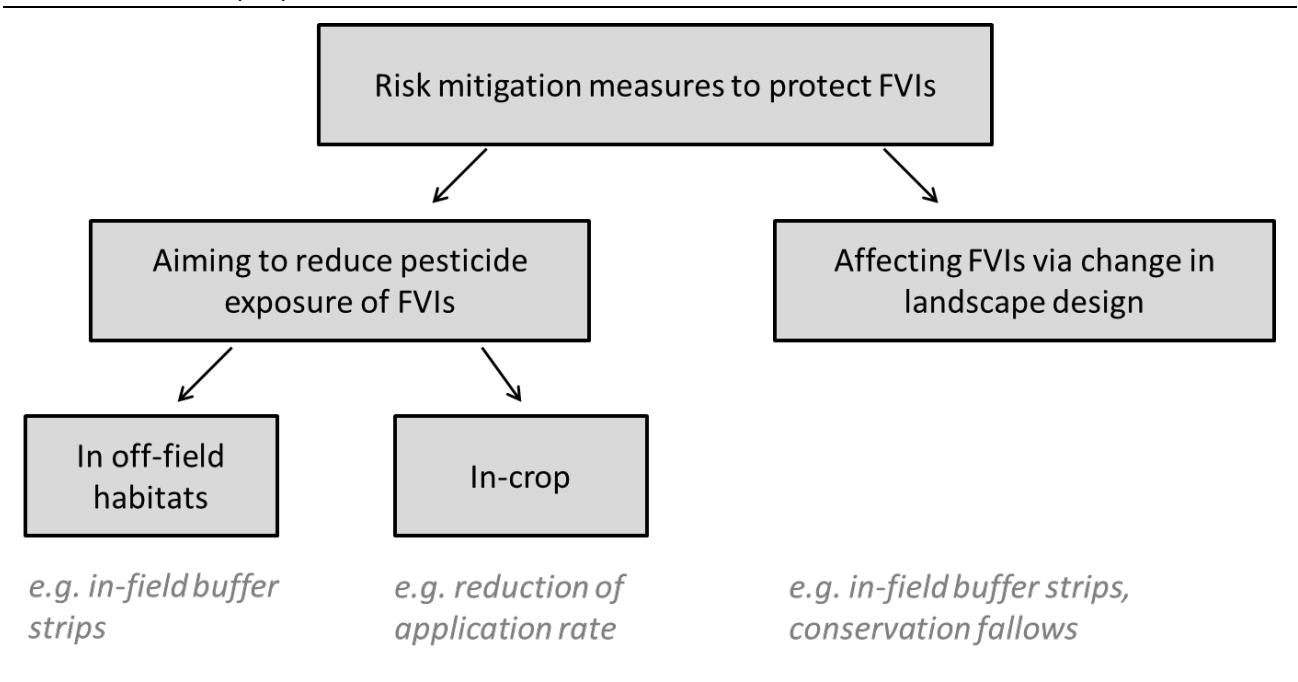 Risk mitigation measures to protect FVIs
Aiming to reduce pesticide
exposure of FVIs
Affecting FVIs via change in
landscape design
In off-field
habitats
In-crop
e.g. in-field buffer
strips
e.g. reduction of
application rate
e.g. in-field buffer strips,
conservation fallows